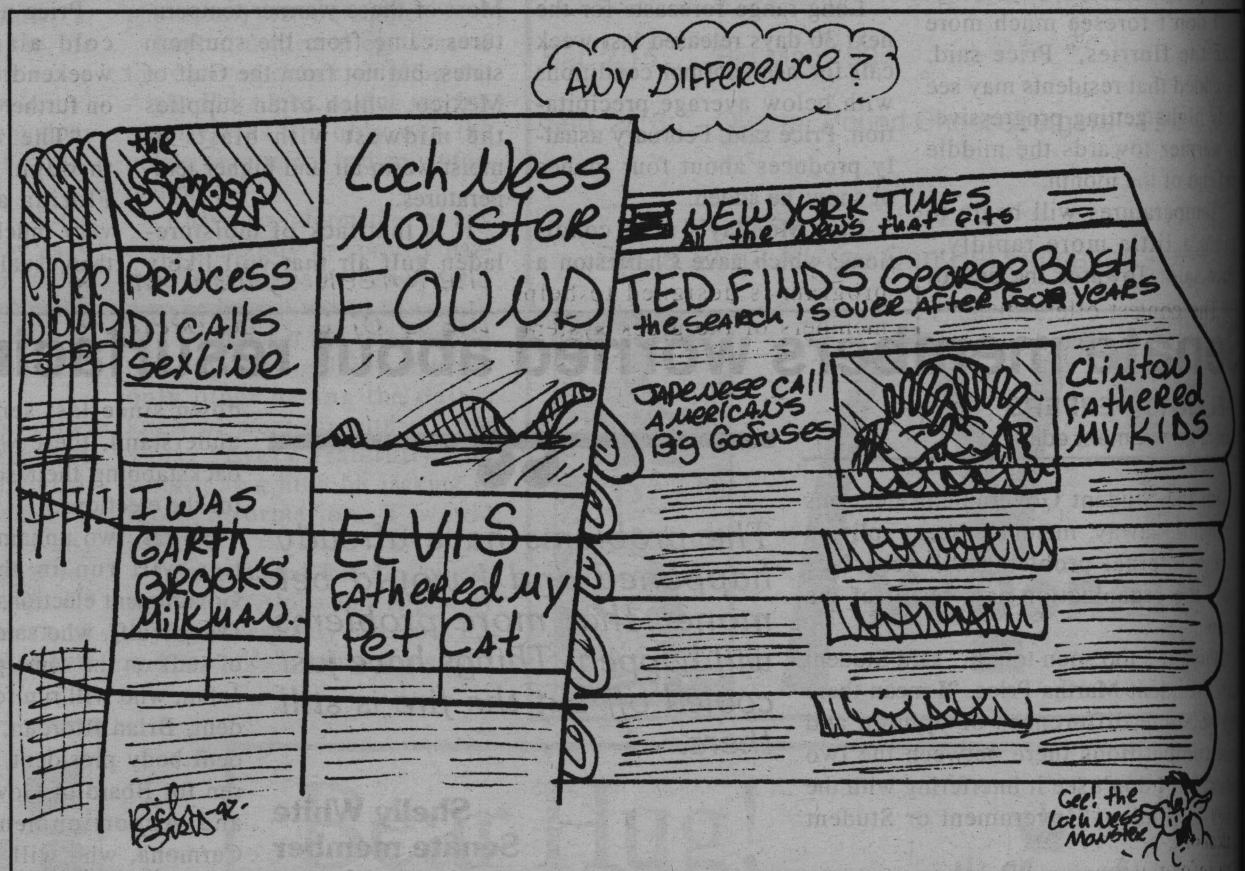 ANY DIFFERENCE?
the
SNOOP
PRINCESS
DI CALLS
SEXLINE
I WAS
GARTH
BROOKS
MILKMAN.
Loch Ness
MONSTER
FOUND
ELVIS
FATHERED MY
PET CAT
NEW YORK TIMES
All the News that Fits
TED FINDS GEORGE BUSH
the SEARCH IS OVER AFTER FOUR YEARS
JAPENESE CALL
AMERICANS
Big Goofuses
CLINTON
FATHERED
MY KIDS
Gee! the
Loch Ness
Monster
Rich
-92-